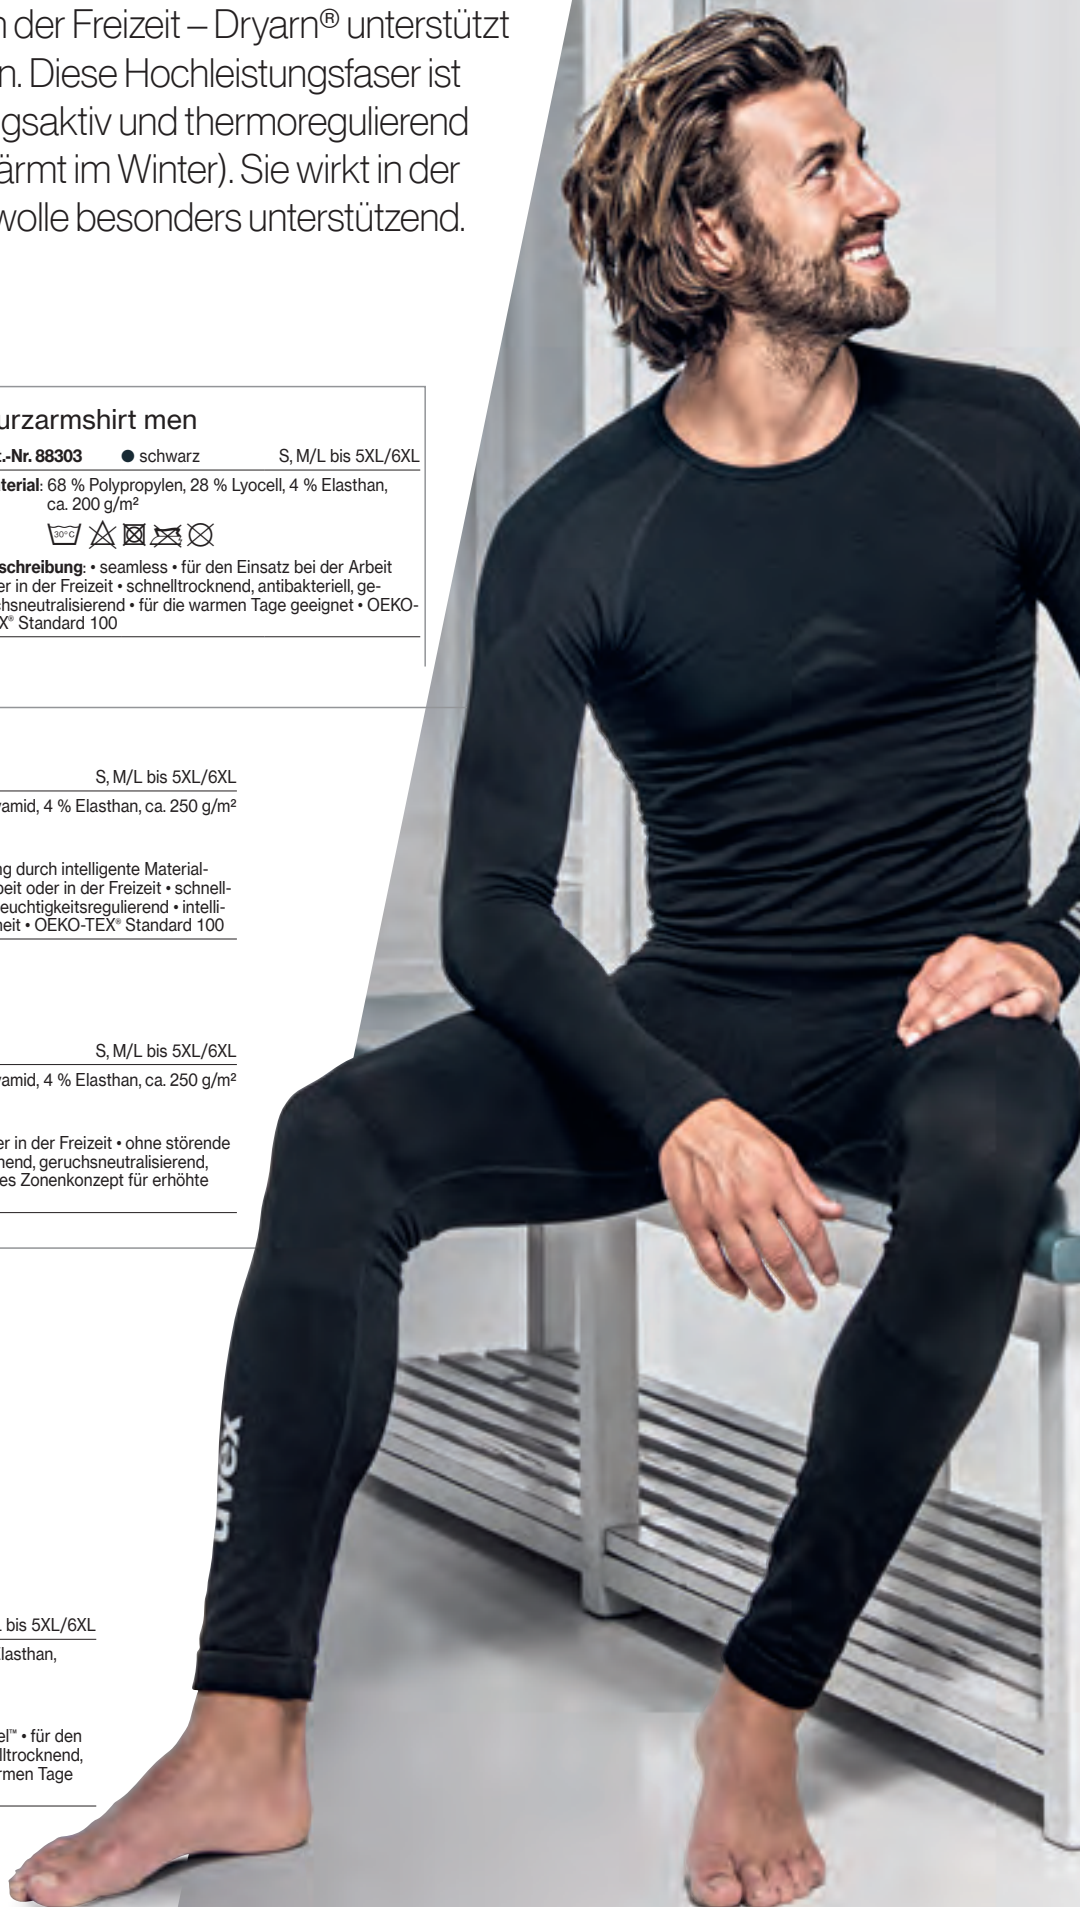 der Freizeit – Dryarn® unterstützt
n. Diese Hochleistungsfaser ist
gsaktiv und thermoregulierend
ärmt im Winter). Sie wirkt in der
wolle besonders unterstützend.
urzarmshirt men
t.-Nr. 88303 ● schwarz S, M/L bis 5XL/6XL
terial: 68 % Polypropylen, 28 % Lyocell, 4 % Elasthan,
ca. 200 g/m²
30°C
schreibung: • seamless • für den Einsatz bei der Arbeit
er in der Freizeit • schnelltrocknend, antibakteriell, ge-
hsneutralisierend • für die warmen Tage geeignet • OEKO-
X® Standard 100
S, M/L bis 5XL/6XL
amid, 4 % Elasthan, ca. 250 g/m²
ng durch intelligente Material-
beit oder in der Freizeit • schnell-
euchtigkeitsregulierend • intelli-
heit • OEKO-TEX® Standard 100
S, M/L bis 5XL/6XL
amid, 4 % Elasthan, ca. 250 g/m²
er in der Freizeit • ohne störende
nend, geruchsneutralisierend,
es Zonenkonzept für erhöhte
uvex
bis 5XL/6XL
lasthan,
el™ • für den
lltrocknend,
rmen Tage